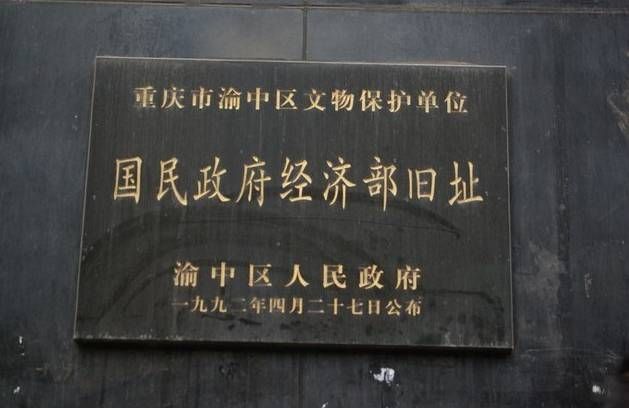 重庆市渝中区文物保护单位
国民政府经济部旧址
渝中区人民政府
一九九二年四月二十七日公布